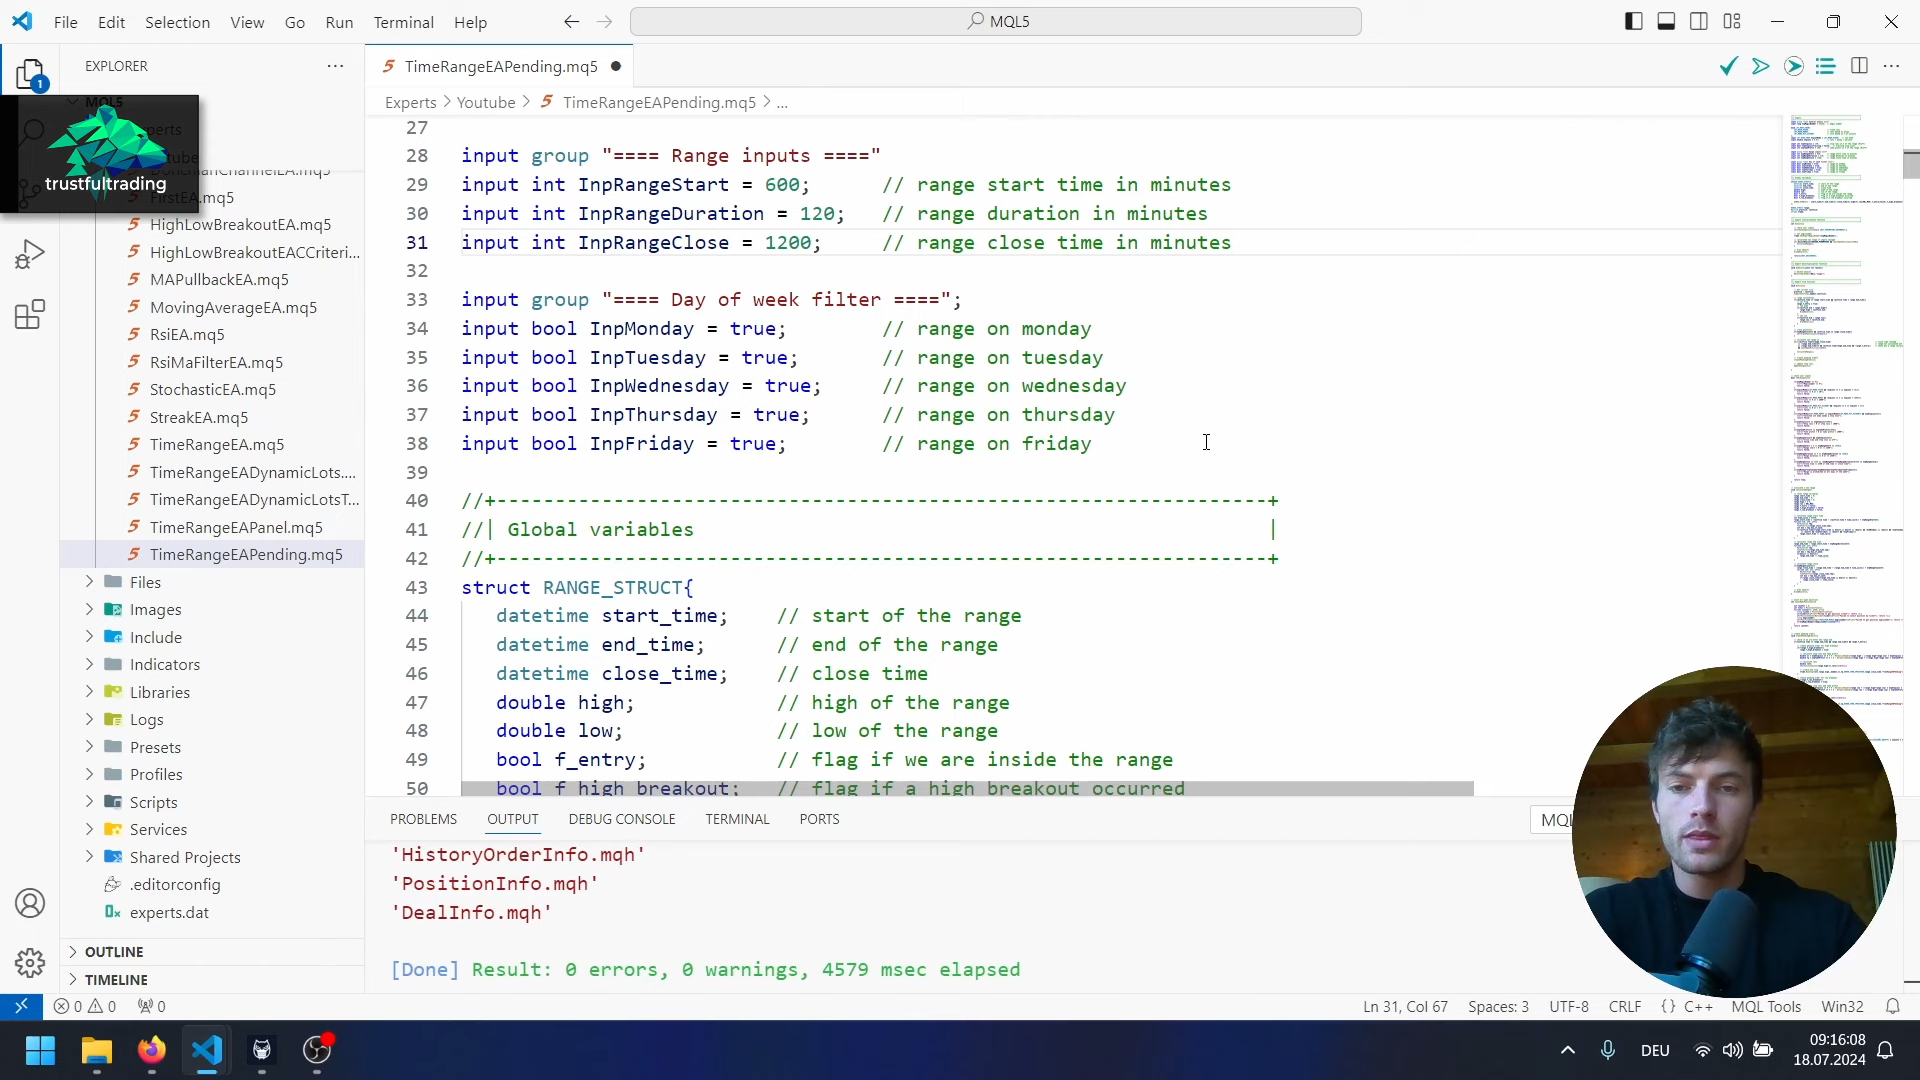 File Edit Selection View Go Run Terminal Help
MQL5
EXPLORER
MQL5
trustfultrading
FirstEA.mq5
HighLowBreakoutEA.mq5
HighLowBreakoutEACCriteri...
MAPullbackEA.mq5
MovingAverageEA.mq5
RsiEA.mq5
RsiMaFilterEA.mq5
StochasticEA.mq5
StreakEA.mq5
TimeRangeEA.mq5
TimeRangeEADynamicLots....
TimeRangeEADynamicLotsT...
TimeRangeEAPanel.mq5
TimeRangeEAPending.mq5
Files
Images
Include
Indicators
Libraries
Logs
Presets
Profiles
Scripts
Services
Shared Projects
.editorconfig
experts.dat
OUTLINE
TIMELINE
TimeRangeEAPending.mq5
Experts > Youtube > TimeRangeEAPending.mq5 > ...
27
28 input group "==== Range inputs ===="
29 input int InpRangeStart = 600; // range start time in minutes
30 input int InpRangeDuration = 120; // range duration in minutes
31 input int InpRangeClose = 1200; // range close time in minutes
32
33 input group "==== Day of week filter ====";
34 input bool InpMonday = true; // range on monday
35 input bool InpTuesday = true; // range on tuesday
36 input bool InpWednesday = true; // range on wednesday
37 input bool InpThursday = true; // range on thursday
38 input bool InpFriday = true; // range on friday
39
40 //+------------------------------------------------------------------+
41 //| Global variables |
42 //+------------------------------------------------------------------+
43 struct RANGE_STRUCT{
44 datetime start_time; // start of the range
45 datetime end_time; // end of the range
46 datetime close_time; // close time
47 double high; // high of the range
48 double low; // low of the range
49 bool f_entry; // flag if we are inside the range
50 bool f_high_breakout; // flag if a high breakout occurred
PROBLEMS OUTPUT DEBUG CONSOLE TERMINAL PORTS
'HistoryOrderInfo.mqh'
'PositionInfo.mqh'
'DealInfo.mqh'
[Done] Result: 0 errors, 0 warnings, 4579 msec elapsed
0 0 0 Ln 31, Col 67 Spaces: 3 UTF-8 CRLF {} C++ MQL Tools Win32
DEU
09:16:08
18.07.2024